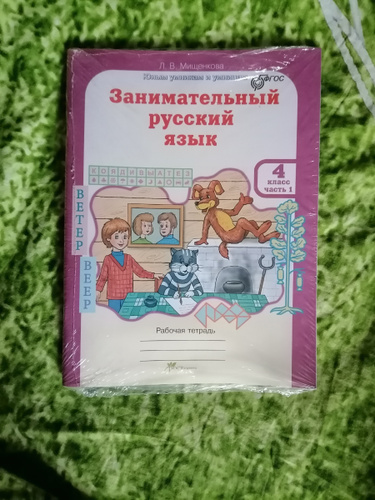 Л. В. Мищенкова
Юным умникам и умницам
ФГОС
Занимательный
русский
язык
4
класс
часть 1
ВЕТЕР
ВЕЕР
Рабочая тетрадь